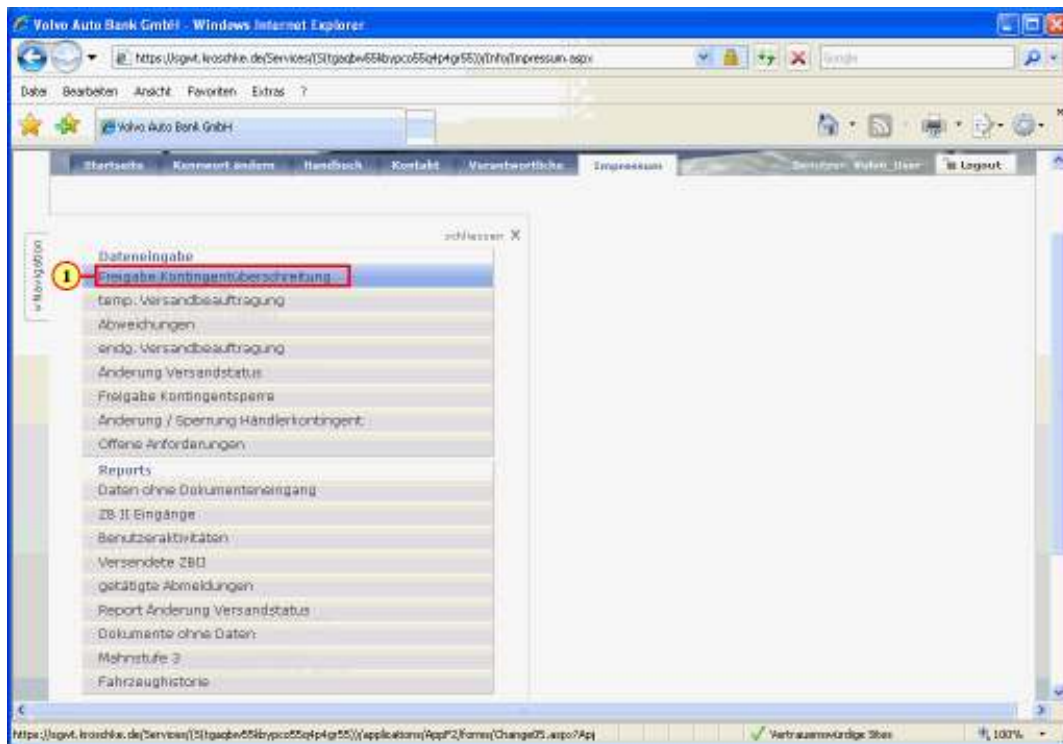 Volvo Auto Bank GmbH - Windows Internet Explorer
Google
Datei Bearbeiten Ansicht Favoriten Extras ?
Volvo Auto Bank GmbH
Startseite Kennwort ändern Handbuch Kontakt Verantwortliche Impressum Logout
schliessen X
» Navigation
Dateneingabe
1 Freigabe Kontingentüberschreitung
temp. Versandbeauftragung
Abweichungen
endg. Versandbeauftragung
Änderung Versandstatus
Freigabe Kontingentsperre
Änderung / Sperrung Händlerkontingent
Offene Anforderungen
Reports
Daten ohne Dokumenteneingang
ZB II Eingänge
Benutzeraktivitäten
Versendete ZBII
getätigte Abmeldungen
Report Änderung Versandstatus
Dokumente ohne Daten
Mahnstufe 3
Fahrzeughistorie
Vertrauenswürdige Sites 100%